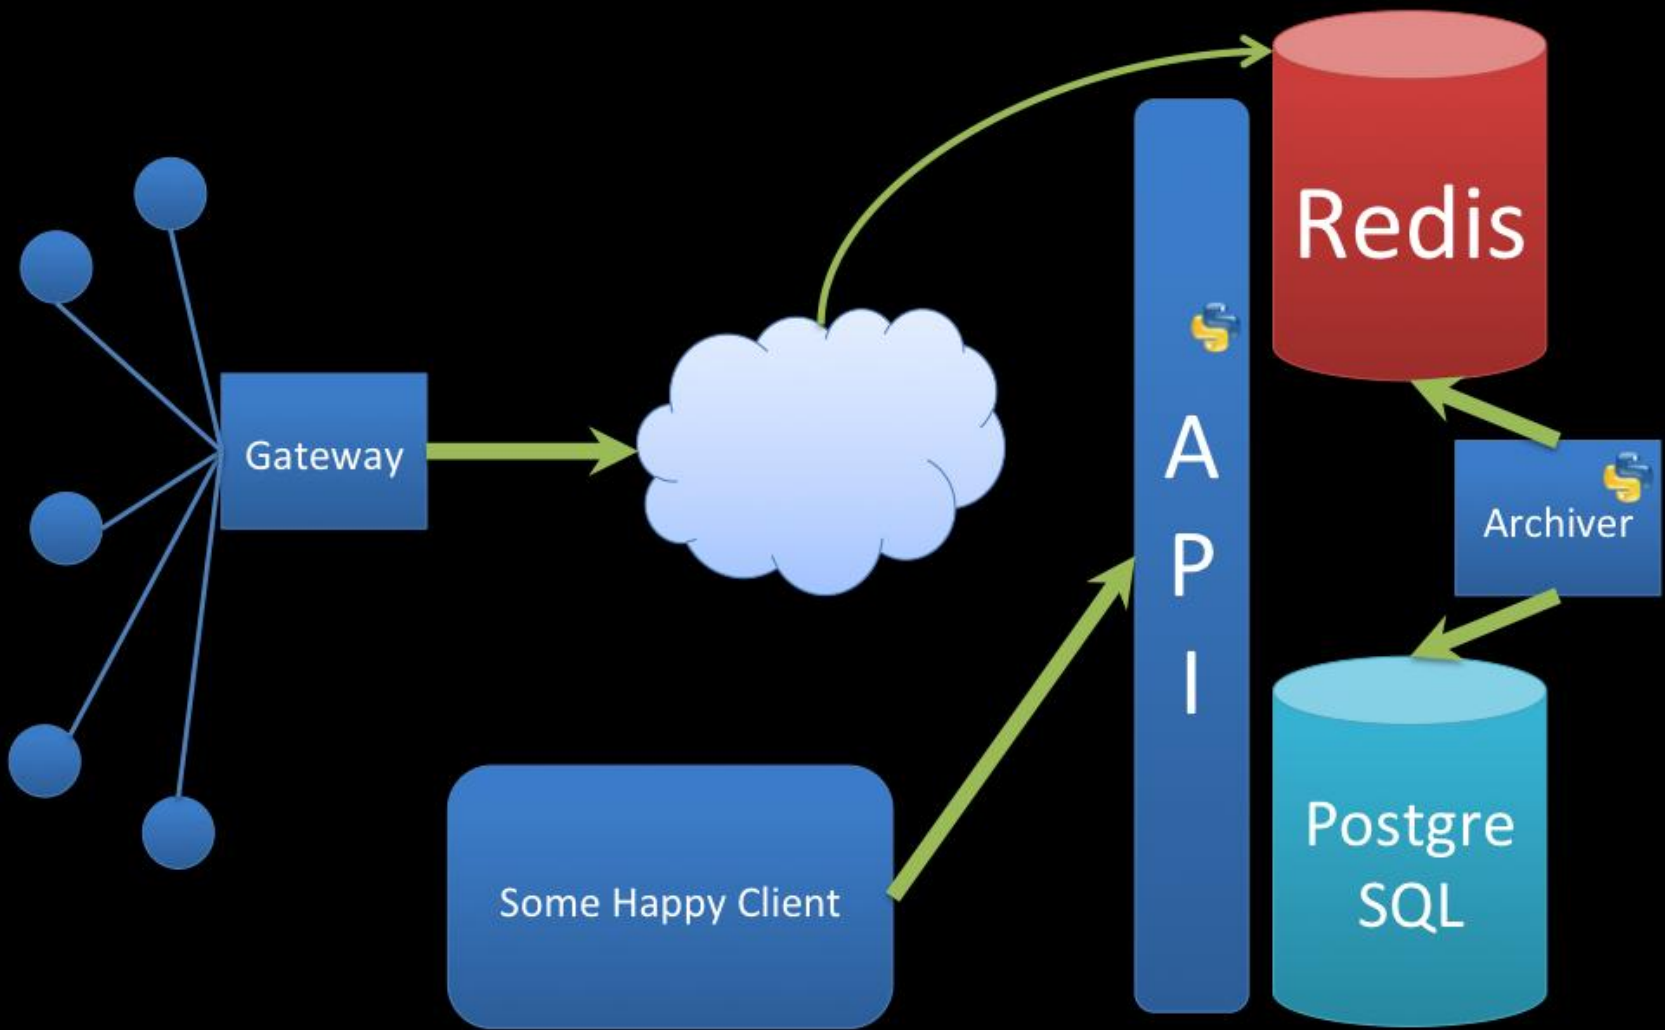 Redis
Gateway
A
P
I
Archiver
Postgre
SQL
Some Happy Client